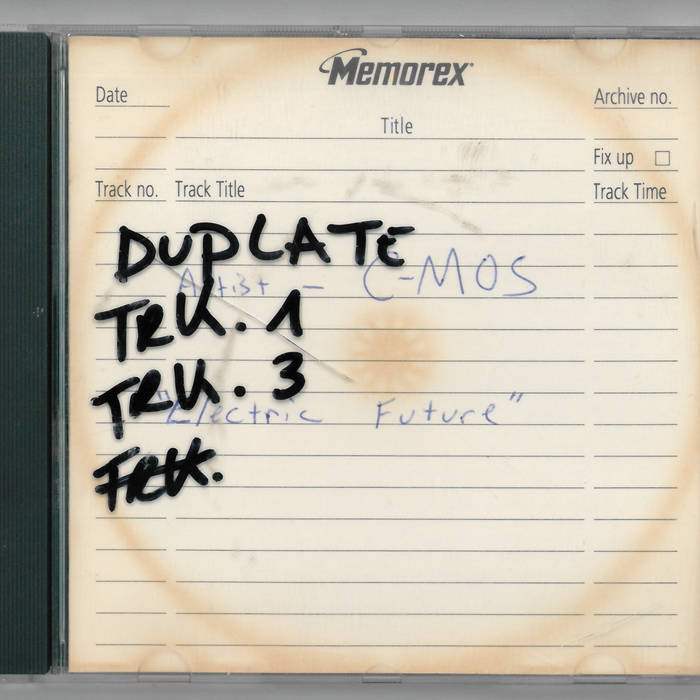 Memorex
Date
Archive no.
Title
Fix up
Track no. Track Title Track Time
DUPLATE
Artist - C-MOS
TRK. 1
TRK. 3
"Electric Future"
TRK.